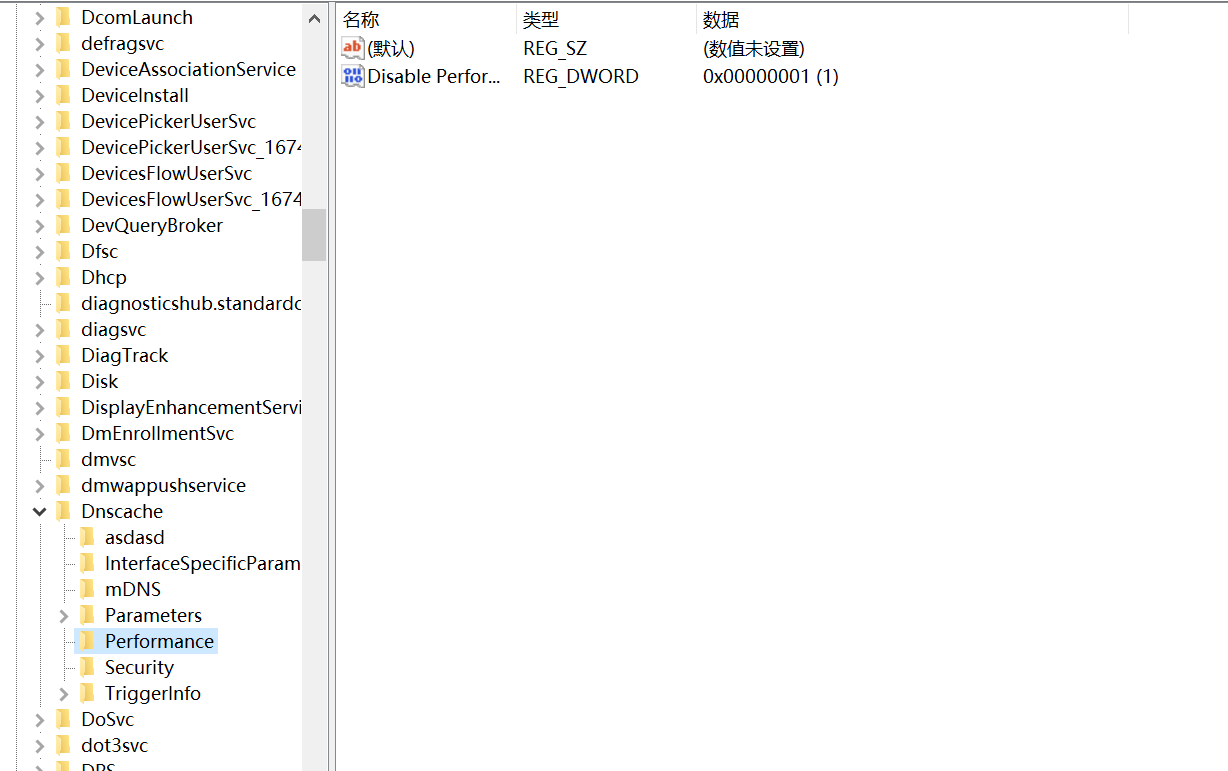 DcomLaunch
defragsvc
DeviceAssociationService
DeviceInstall
DevicePickerUserSvc
DevicePickerUserSvc_1674
DevicesFlowUserSvc
DevicesFlowUserSvc_1674
DevQueryBroker
Dfsc
Dhcp
diagnosticshub.standardc
diagsvc
DiagTrack
Disk
DisplayEnhancementServi
DmEnrollmentSvc
dmvsc
dmwappushservice
Dnscache
asdasd
InterfaceSpecificParam
mDNS
Parameters
Performance
Security
TriggerInfo
DoSvc
dot3svc
DPS
名称 类型 数据
(默认) REG_SZ (数值未设置)
Disable Perfor... REG_DWORD 0x00000001 (1)